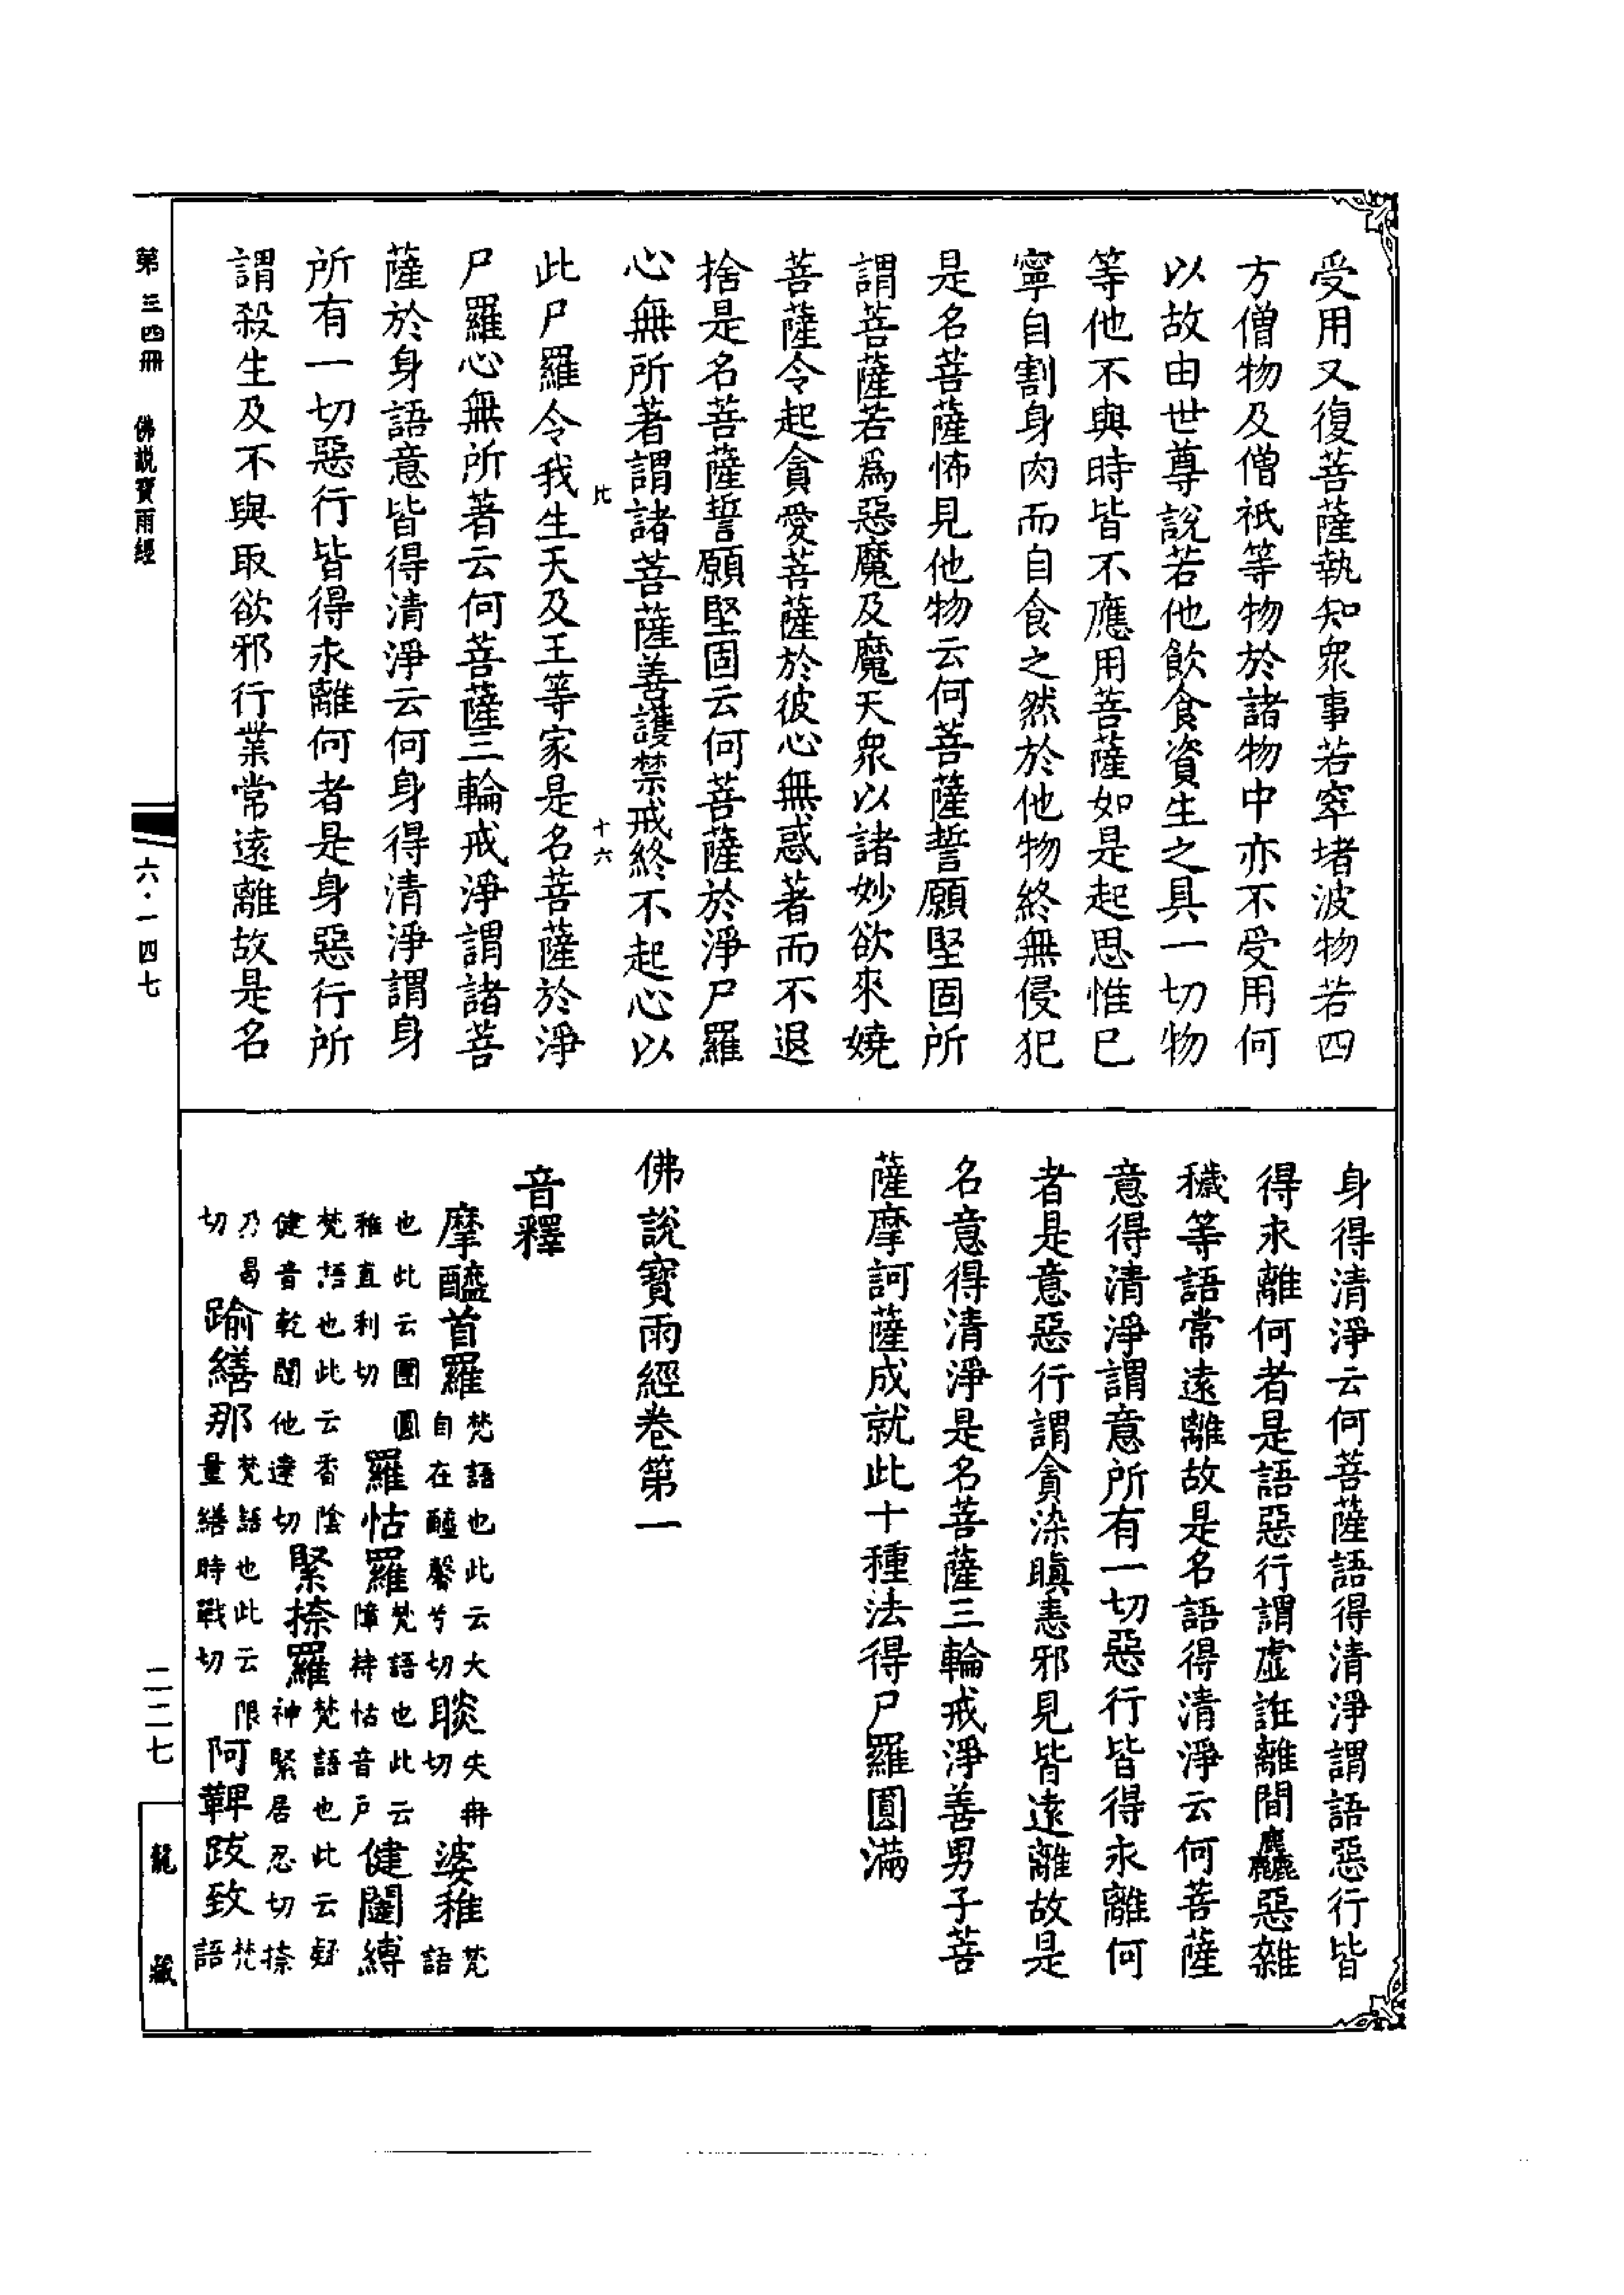 受用又復菩薩執知眾事若窣堵波物若四
方僧物及僧祇等物於諸物中亦不受用何
以故由世尊說若他飲食資生之具一切物
等他不與時皆不應用菩薩如是起思惟已
寧自割身肉而自食之然於他物終無侵犯
是名菩薩怖見他物云何菩薩誓願堅固所
謂菩薩若為惡魔及魔天眾以諸妙欲來嬈
菩薩令起貪愛菩薩於彼心無惑著而不退
捨是名菩薩誓願堅固云何菩薩於淨尸羅
心無所著謂諸菩薩善護禁戒終不起心以
十六
此尸羅令我生天及王等家是名菩薩於淨
尸羅心無所著云何菩薩三輪戒淨謂諸菩
薩於身語意皆得清淨云何身得清淨謂身
所有一切惡行皆得永離何者是身惡行所
謂殺生及不與取欲邪行業常遠離故是名
身得清淨云何菩薩語得清淨謂語惡行皆
得永離何者是語惡行謂虛誑離間麤惡雜
穢等語常遠離故是名語得清淨云何菩薩
意得清淨謂意所有一切惡行皆得永離何
者是意惡行謂貪染瞋恚邪見皆遠離故是
名意得清淨是名菩薩三輪戒淨善男子菩
薩摩訶薩成就此十種法得尸羅圓滿
佛說寶雨經卷第一
音釋
摩醯首羅 梵語也此云大自在醯馨兮切 睒 失冉切 婆稚 梵語
也此云團圓稚直利切 羅怙羅 梵語也此云障持怙音戶 健闥縛
梵語也此云香陰健音乾闥他達切 緊捺羅 梵語也此云疑神緊居忍切捺
乃曷切 踰繕那 梵語也此云限量繕時戰切 阿鞞跋致 梵語
第三四冊 佛說寶雨經
六·一四七
二二七
龍藏